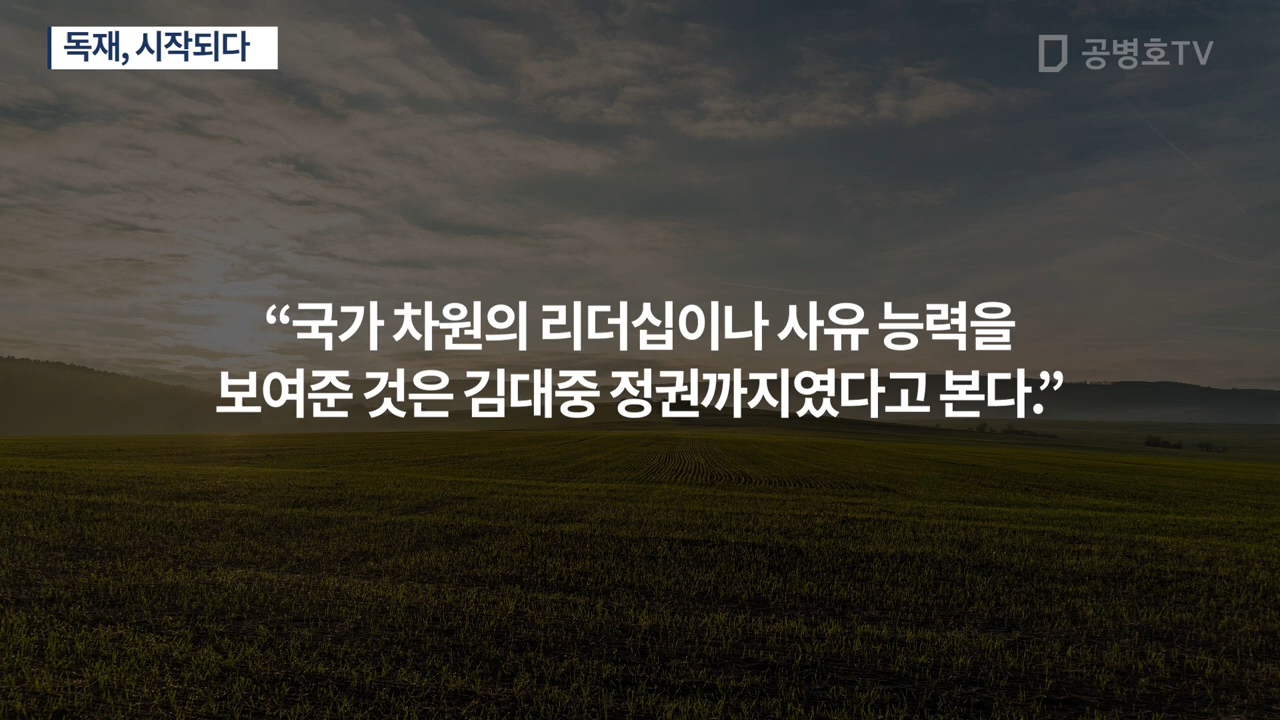 독재, 시작되다
공병호TV
“국가 차원의 리더십이나 사유 능력을
보여준 것은 김대중 정권까지였다고 본다.”